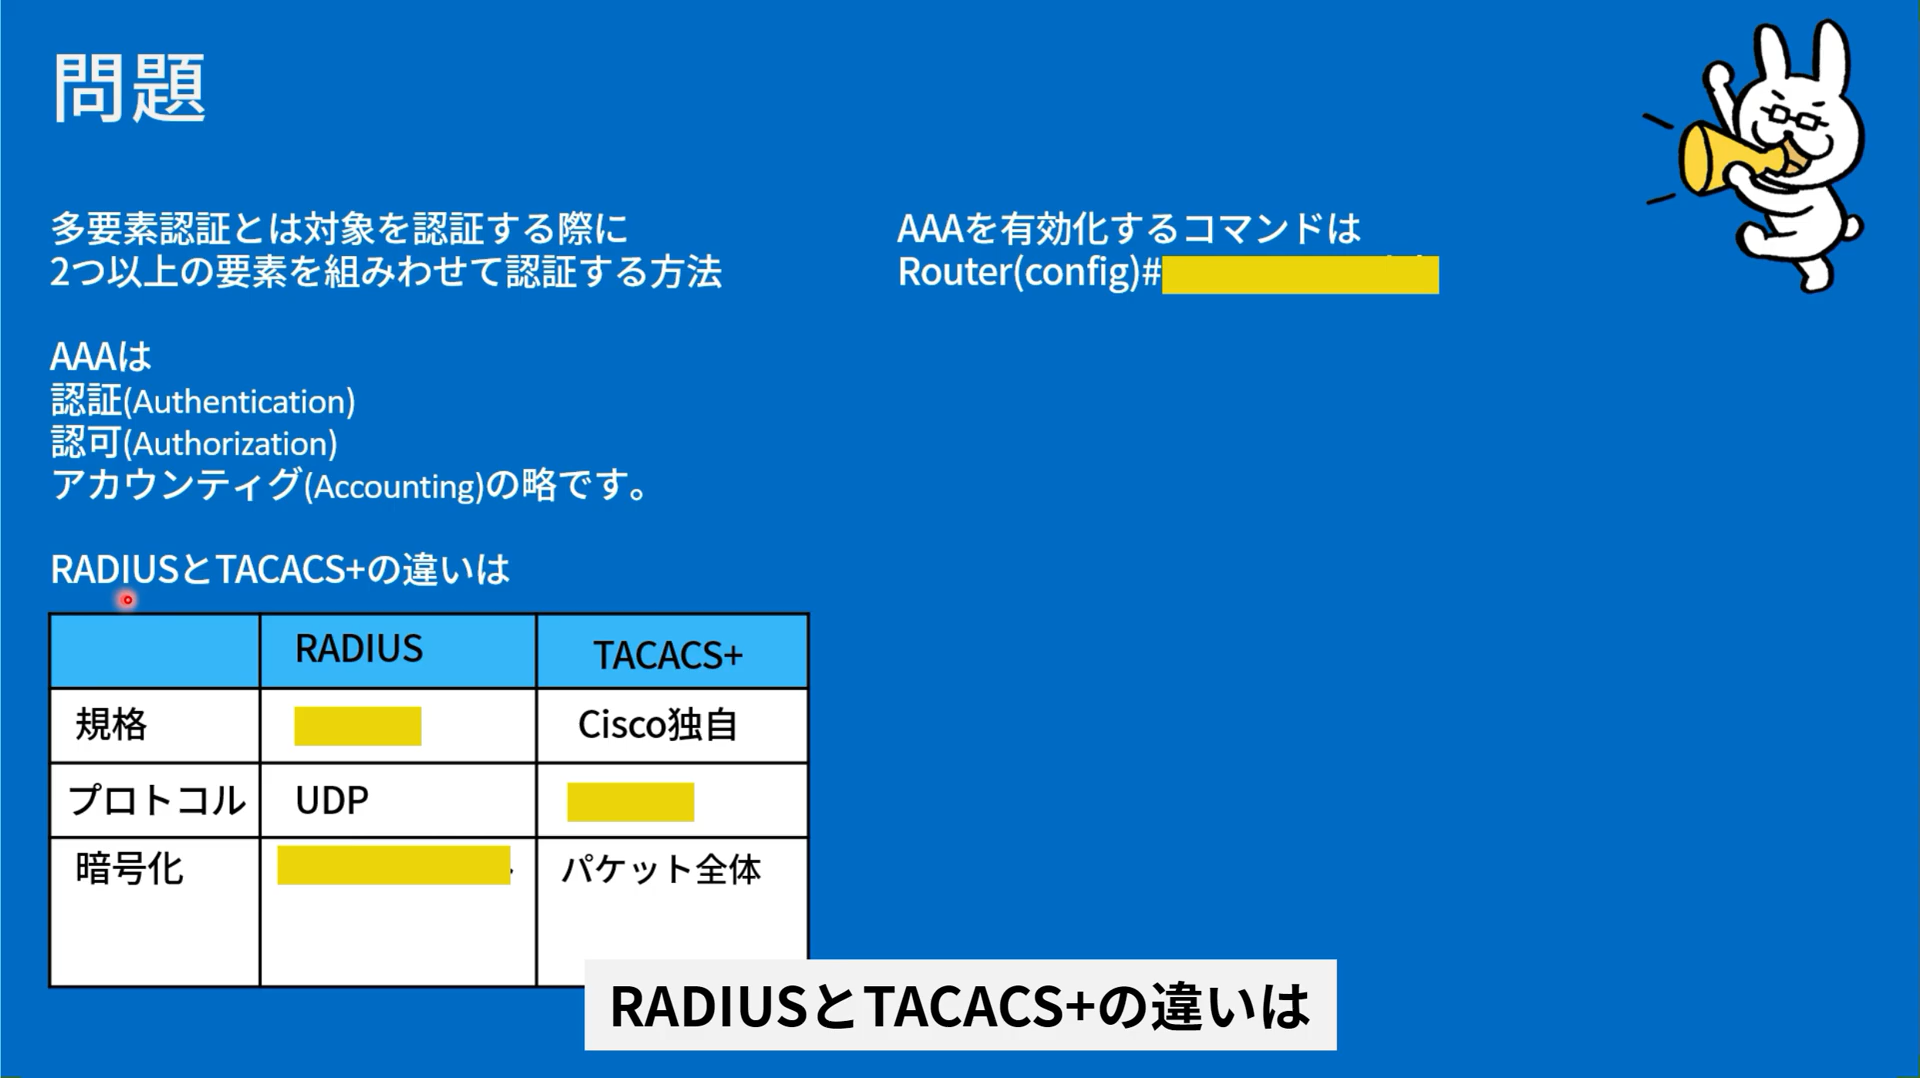 問題
多要素認証とは対象を認証する際に
2つ以上の要素を組みわせて認証する方法
AAAは
認証(Authentication)
認可(Authorization)
アカウンティグ(Accounting)の略です。
RADIUSとTACACS+の違いは
RADIUS
TACACS+
規格
Cisco独自
プロトコル
UDP
暗号化
パケット全体
AAAを有効化するコマンドは
Router(config)#
RADIUSとTACACS+の違いは